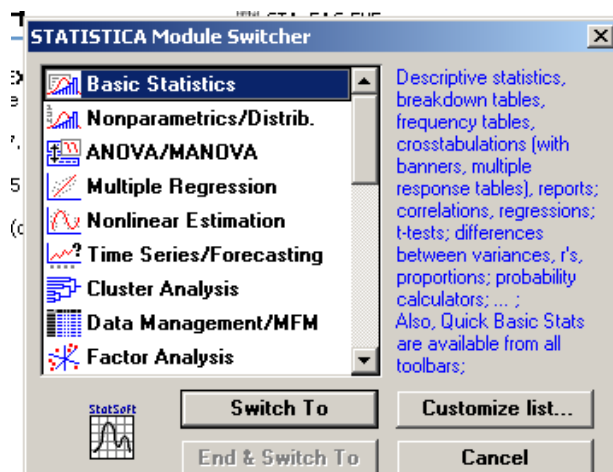 STATISTICA Module Switcher
Basic Statistics
Nonparametrics/Distrib.
ANOVA/MANOVA
Multiple Regression
Nonlinear Estimation
Time Series/Forecasting
Cluster Analysis
Data Management/MFM
Factor Analysis
Descriptive statistics,
breakdown tables,
frequency tables,
crosstabulations (with
banners, multiple
response tables), reports;
correlations, regressions;
t-tests; differences
between variances, r's,
proportions; probability
calculators; ... ;
Also, Quick Basic Stats
are available from all
toolbars;
StatSoft
Switch To
Customize list...
End & Switch To
Cancel